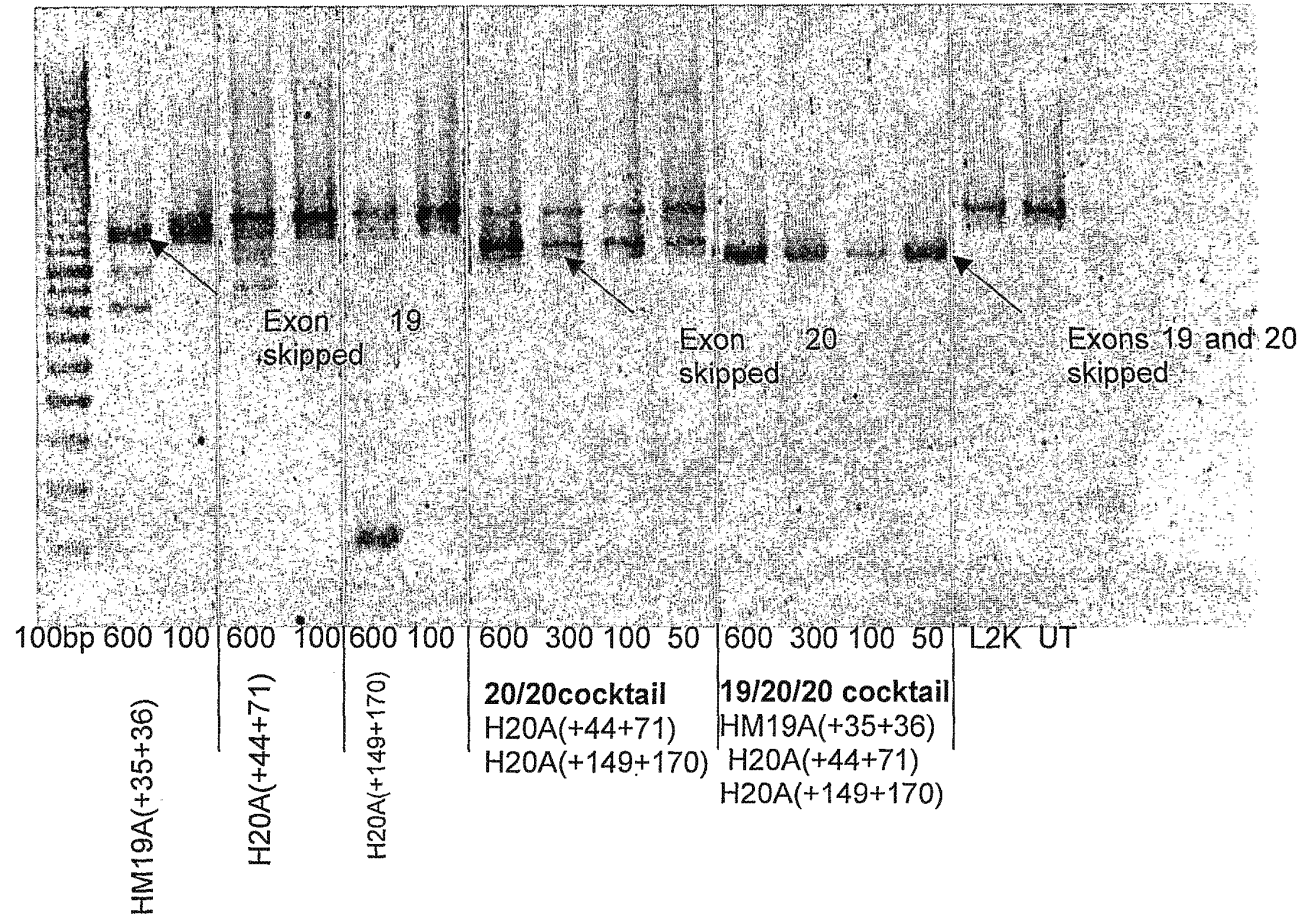 Exon 19
skipped
Exon 20
skipped
Exons 19 and 20
skipped
100bp 600 100 600 100 600 100 600 300 100 50 600 300 100 50 L2K UT
HM19A(+35+36)
H20A(+44+71)
H20A(+149+170)
20/20cocktail
H20A(+44+71)
H20A(+149+170)
19/20/20 cocktail
HM19A(+35+36)
H20A(+44+71)
H20A(+149+170)